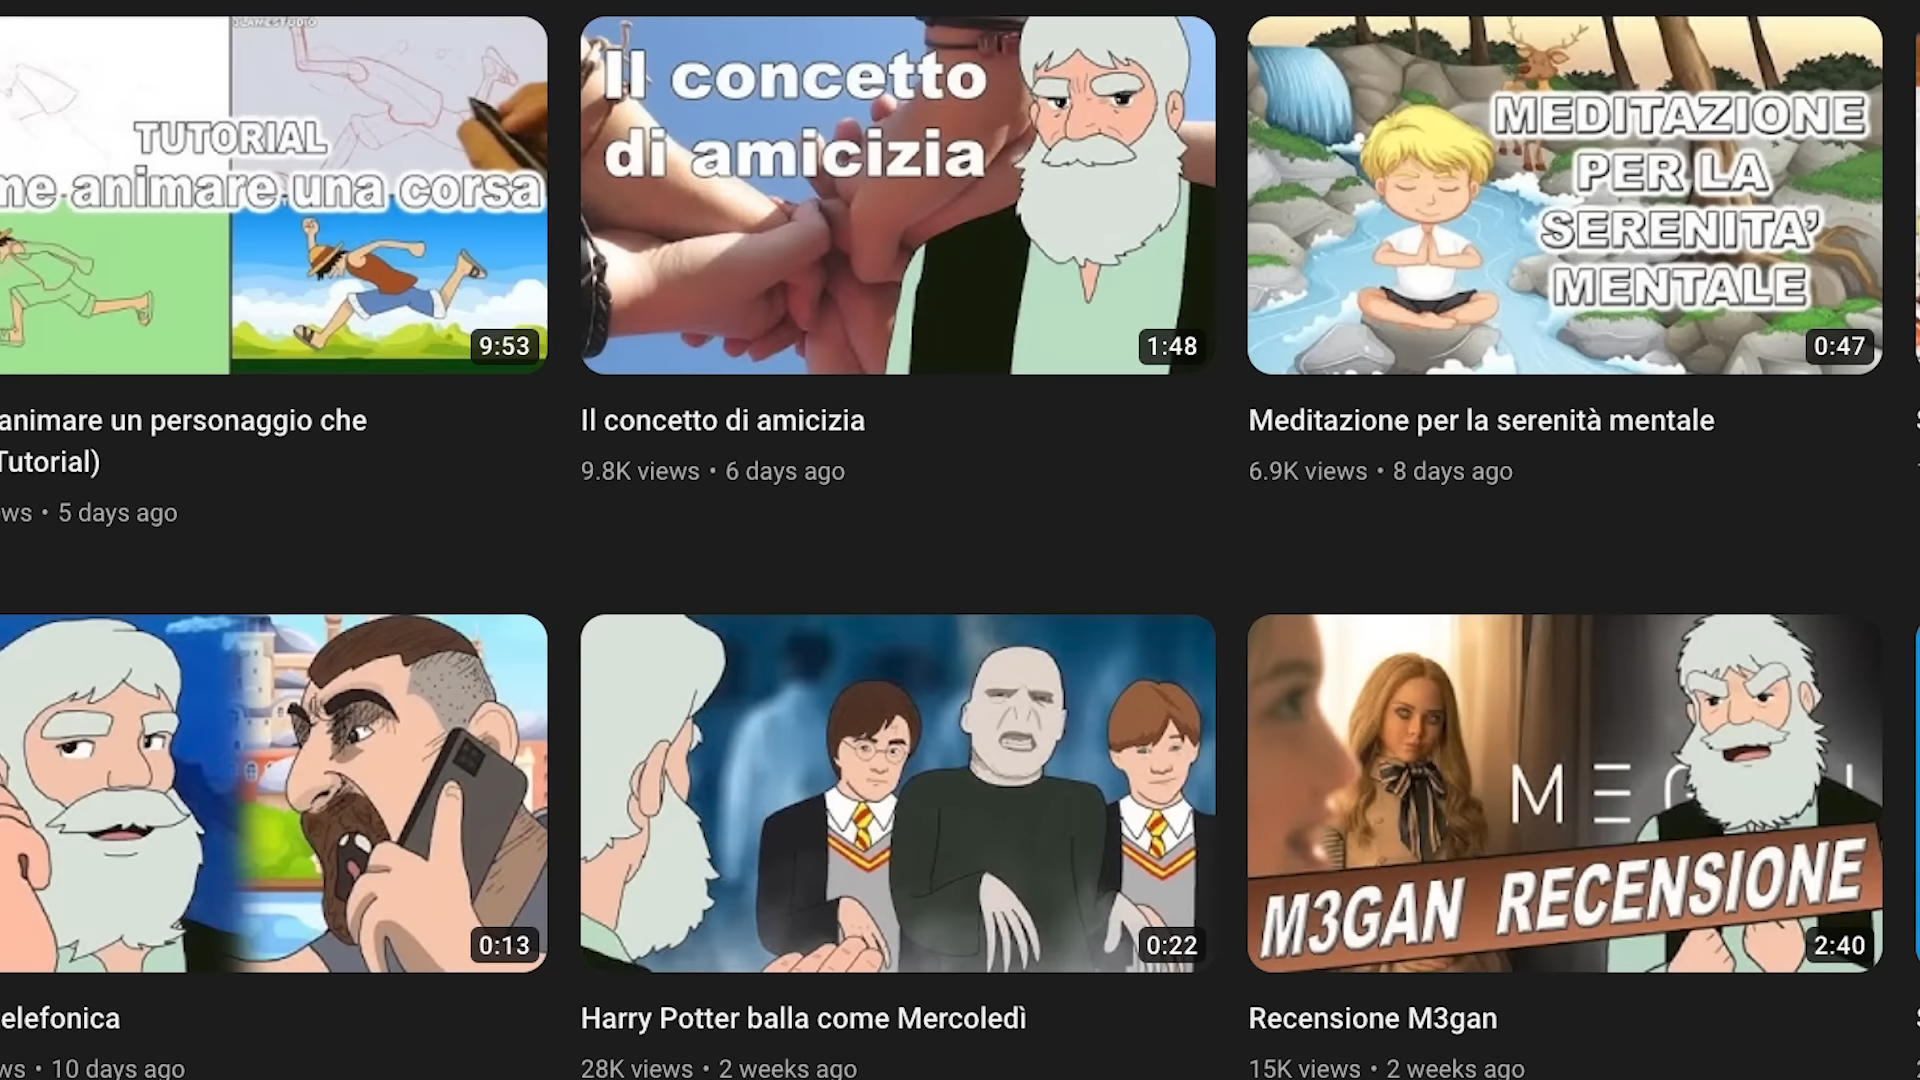 TUTORIAL
me animare una corsa
9:53
Il concetto
di amicizia
1:48
MEDITAZIONE
PER LA
SERENITA'
MENTALE
0:47
animare un personaggio che
Tutorial)
ws • 5 days ago
Il concetto di amicizia
9.8K views • 6 days ago
Meditazione per la serenità mentale
6.9K views • 8 days ago
0:13
0:22
M3GAN RECENSIONE
2:40
elefonica
ws • 10 days ago
Harry Potter balla come Mercoledì
28K views • 2 weeks ago
Recensione M3gan
15K views • 2 weeks ago